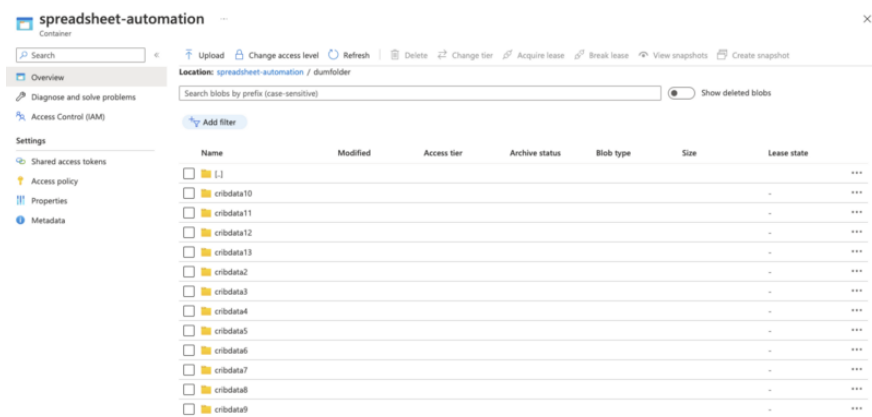 spreadsheet-automation
Container
Search
Overview
Diagnose and solve problems
Access Control (IAM)
Settings
Shared access tokens
Access policy
Properties
Metadata
Upload Change access level Refresh Delete Change tier Acquire lease Break lease View snapshots Create snapshot
Location: spreadsheet-automation / dumfolder
Search blobs by prefix (case-sensitive)
Show deleted blobs
Add filter
Name Modified Access tier Archive status Blob type Size Lease state
[..]
cribdata10 -
cribdata11 -
cribdata12 -
cribdata13 -
cribdata2 -
cribdata3 -
cribdata4 -
cribdata5 -
cribdata6 -
cribdata7 -
cribdata8 -
cribdata9 -